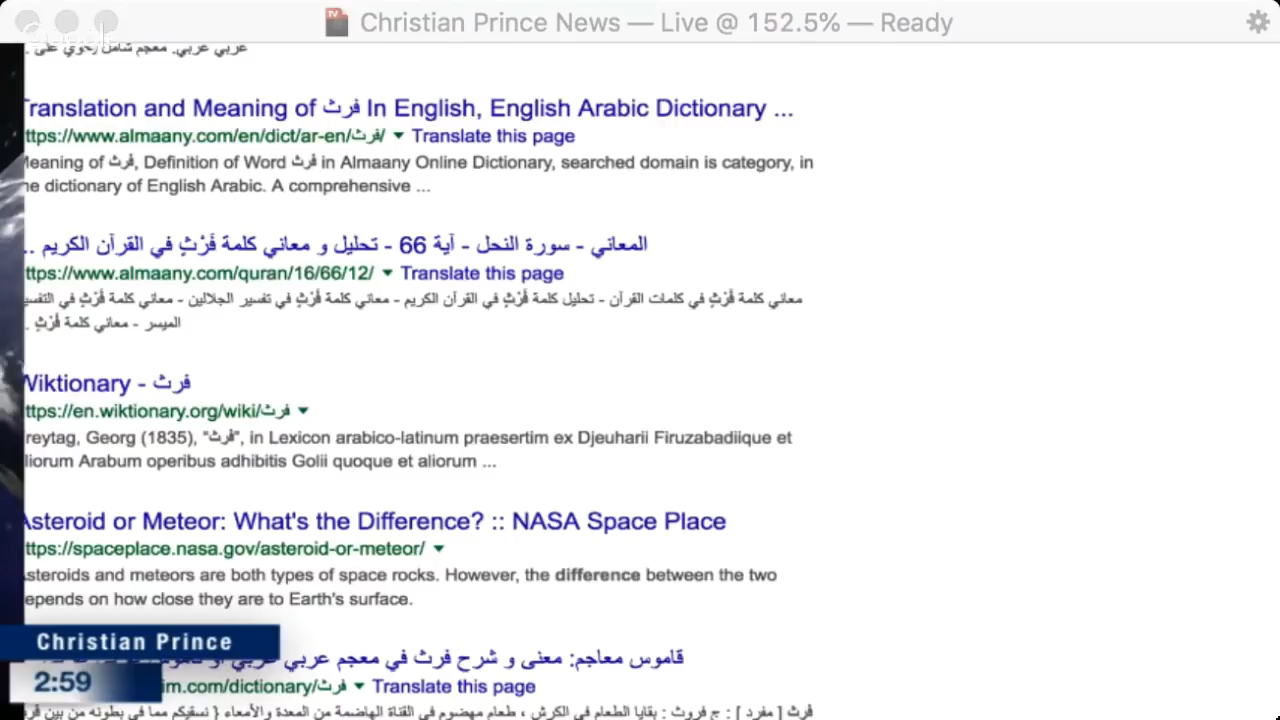 Christian Prince News — Live @ 152.5% — Ready
عربي عربي. معجم شامل
Translation and Meaning of فرث In English, English Arabic Dictionary ...
ttps://www.almaany.com/en/dict/ar-en/فرث/ Translate this page
Meaning of فرث, Definition of Word فرث in Almaany Online Dictionary, searched domain is category, in
he dictionary of English Arabic. A comprehensive ...
المعاني - سورة النحل - آية 66 - تحليل و معاني كلمة فَرْثٍ في القرآن الكريم ..
ttps://www.almaany.com/quran/16/66/12/ Translate this page
معاني كلمة فَرْثٍ في كلمات القرآن - تحليل كلمة فَرْثٍ في القرآن الكريم - معاني كلمة فَرْثٍ في تفسير الجلالين - معاني كلمة فَرْثٍ في التفسير
الميسر - معاني كلمة فَرْثٍ .
Wiktionary - فرث
ttps://en.wiktionary.org/wiki/فرث
reytag, Georg (1835), “فرث”, in Lexicon arabico-latinum praesertim ex Djeuharii Firuzabadiique et
liorum Arabum operibus adhibitis Golii quoque et aliorum ...
Asteroid or Meteor: What's the Difference? :: NASA Space Place
ttps://spaceplace.nasa.gov/asteroid-or-meteor/
steroids and meteors are both types of space rocks. However, the difference between the two
epends on how close they are to Earth's surface.
Christian Prince
قاموس معاجم: معنى و شرح فرث في معجم عربي عربي أو
2:59
im.com/dictionary/فرث Translate this page
فرث [ مفرد ] : ج فروث : بقايا الطعام في الكرش ، طعام مهضوم في القناة الهاضمة من المعدة والأمعاء { نسقيكم مما في بطونه من بين فرث